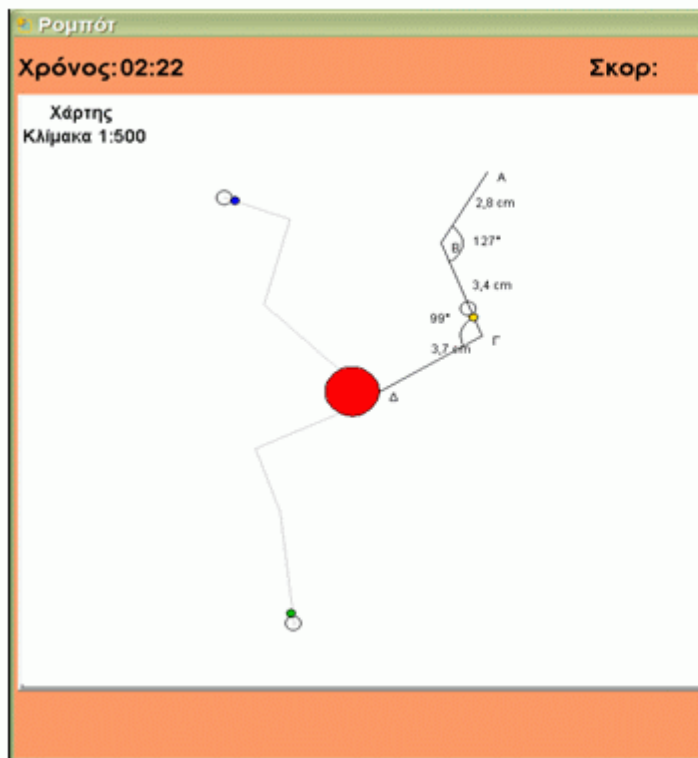 Ρομπότ
Χρόνος: 02:22
Σκορ:
Χάρτης
Κλίμακα 1:500
Α
2,8 cm
Β
127°
3,4 cm
99°
Γ
3,7 cm
Δ